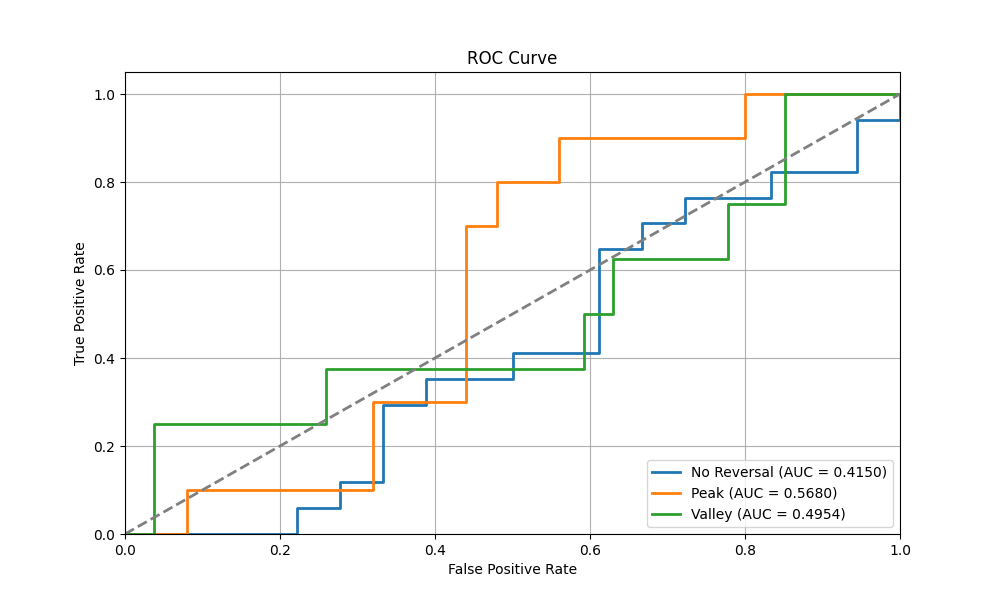 ROC Curve
True Positive Rate
1.0
0.8
0.6
0.4
0.2
0.0
0.0 0.2 0.4 0.6 0.8 1.0
False Positive Rate
No Reversal (AUC = 0.4150)
Peak (AUC = 0.5680)
Valley (AUC = 0.4954)